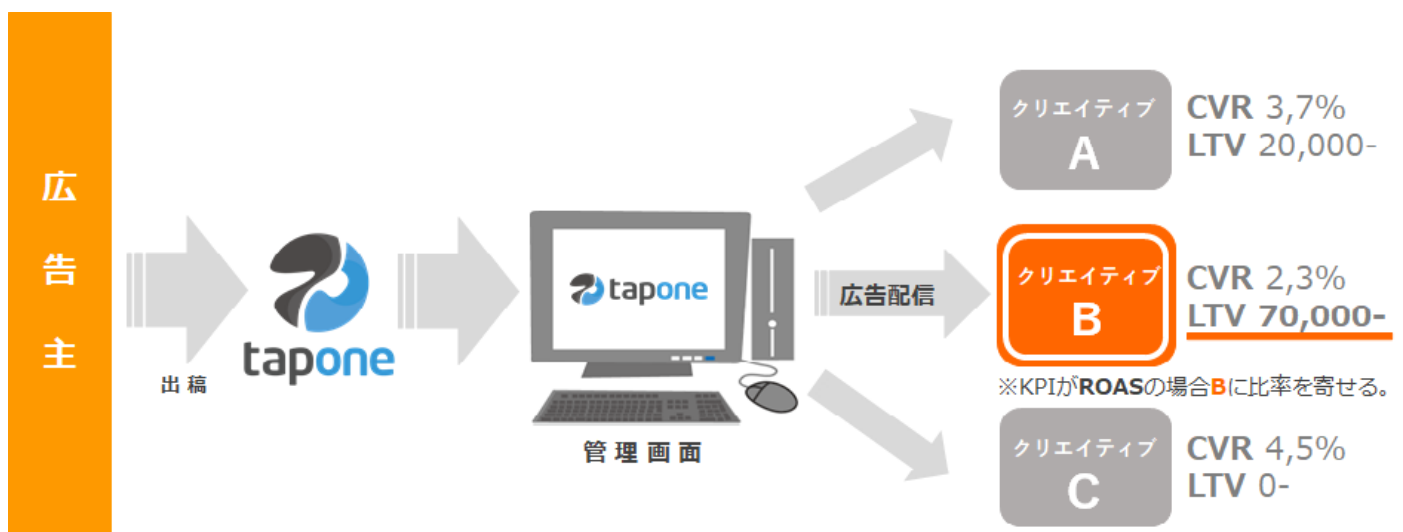 広告主
出稿
tapone
tapone
管理画面
広告配信
クリエイティブ
A
CVR 3,7%
LTV 20,000-
クリエイティブ
B
CVR 2,3%
LTV 70,000-
※KPIがROASの場合Bに比率を寄せる。
クリエイティブ
C
CVR 4,5%
LTV 0-